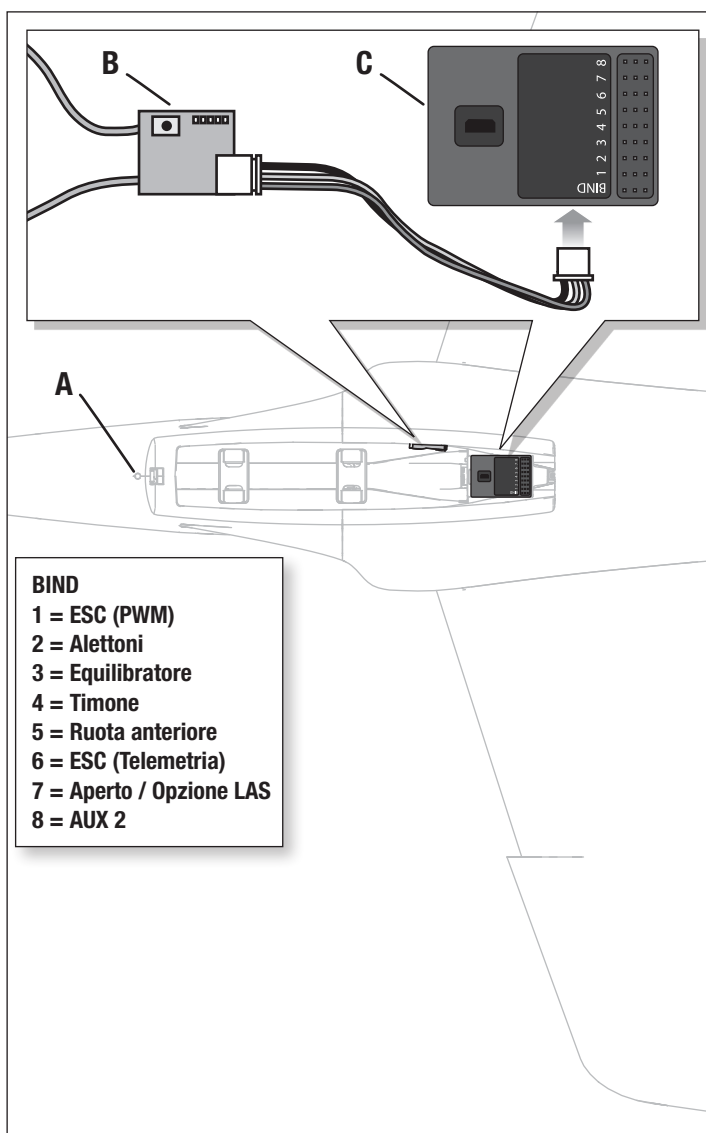 B
C
BIND 1 2 3 4 5 6 7 8
A
BIND
1 = ESC (PWM)
2 = Alettoni
3 = Equilibratore
4 = Timone
5 = Ruota anteriore
6 = ESC (Telemetria)
7 = Aperto / Opzione LAS
8 = AUX 2